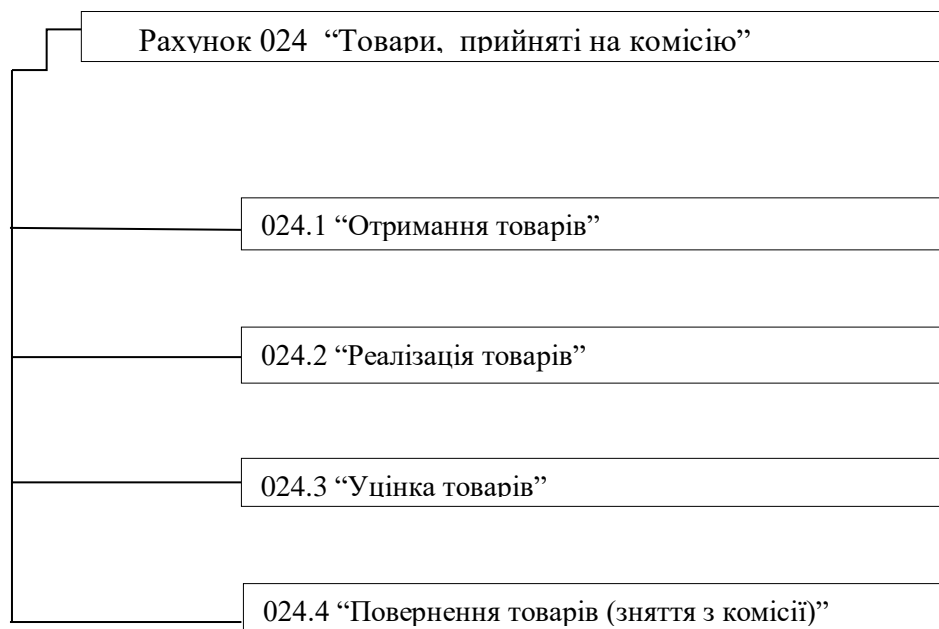 Рахунок 024 “Товари, прийняті на комісію”
024.1 “Отримання товарів”
024.2 “Реалізація товарів”
024.3 “Уцінка товарів”
024.4 “Повернення товарів (зняття з комісії)”